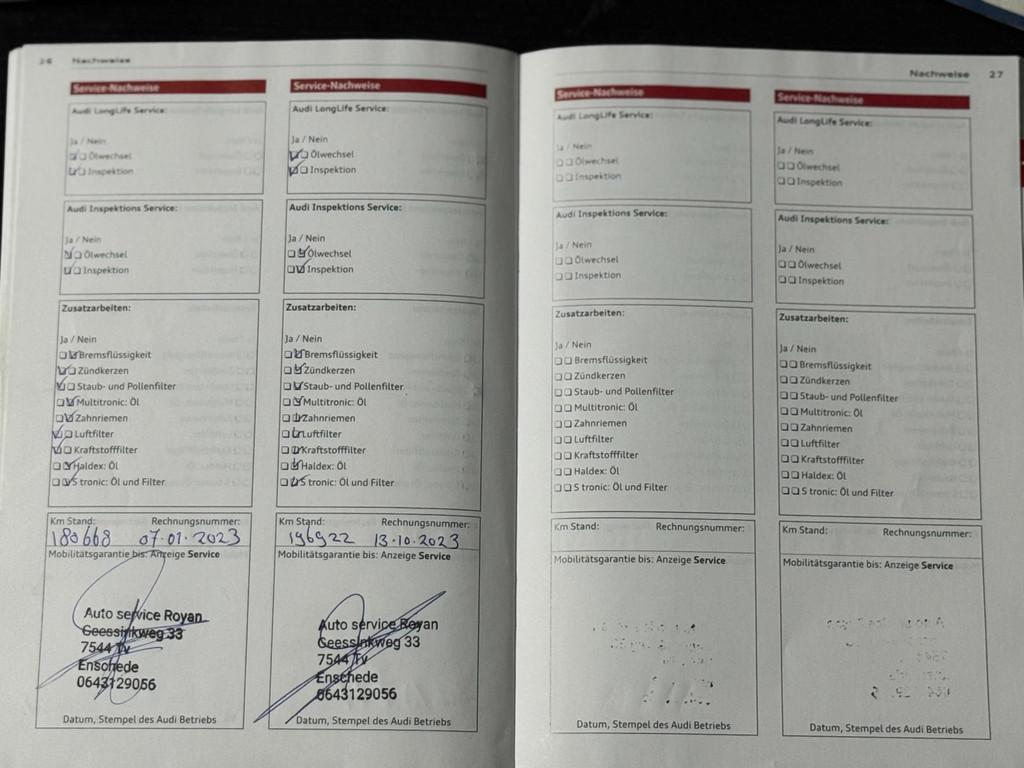 26 Nachweise
Service-Nachweise
Audi LongLife Service:
Ja / Nein
Ölwechsel
Inspektion
Audi Inspektions Service:
Ja / Nein
Ölwechsel
Inspektion
Zusatzarbeiten:
Ja / Nein
Bremsflüssigkeit
Zündkerzen
Staub- und Pollenfilter
Multitronic: Öl
Zahnriemen
Luftfilter
Kraftstofffilter
Haldex: Öl
S tronic: Öl und Filter
Km Stand: Rechnungsnummer:
180668 07-01-2023
Mobilitätsgarantie bis: Anzeige Service
Auto service Royan
Geessinkweg 33
7544 Tv
Enschede
0643129056
Datum, Stempel des Audi Betriebs
Service-Nachweise
Audi LongLife Service:
Ja / Nein
Ölwechsel
Inspektion
Audi Inspektions Service:
Ja / Nein
Ölwechsel
Inspektion
Zusatzarbeiten:
Ja / Nein
Bremsflüssigkeit
Zündkerzen
Staub- und Pollenfilter
Multitronic: Öl
Zahnriemen
Luftfilter
Kraftstofffilter
Haldex: Öl
S tronic: Öl und Filter
Km Stand: Rechnungsnummer:
196922 13-10-2023
Mobilitätsgarantie bis: Anzeige Service
Auto service Royan
Geessinkweg 33
7544 Tv
Enschede
0643129056
Datum, Stempel des Audi Betriebs
Nachweise 27
Service-Nachweise
Audi LongLife Service:
Ja / Nein
Ölwechsel
Inspektion
Audi Inspektions Service:
Ja / Nein
Ölwechsel
Inspektion
Zusatzarbeiten:
Ja / Nein
Bremsflüssigkeit
Zündkerzen
Staub- und Pollenfilter
Multitronic: Öl
Zahnriemen
Luftfilter
Kraftstofffilter
Haldex: Öl
S tronic: Öl und Filter
Km Stand: Rechnungsnummer:
Mobilitätsgarantie bis: Anzeige Service
Datum, Stempel des Audi Betriebs
Service-Nachweise
Audi LongLife Service:
Ja / Nein
Ölwechsel
Inspektion
Audi Inspektions Service:
Ja / Nein
Ölwechsel
Inspektion
Zusatzarbeiten:
Ja / Nein
Bremsflüssigkeit
Zündkerzen
Staub- und Pollenfilter
Multitronic: Öl
Zahnriemen
Luftfilter
Kraftstofffilter
Haldex: Öl
S tronic: Öl und Filter
Km Stand: Rechnungsnummer:
Mobilitätsgarantie bis: Anzeige Service
Datum, Stempel des Audi Betriebs